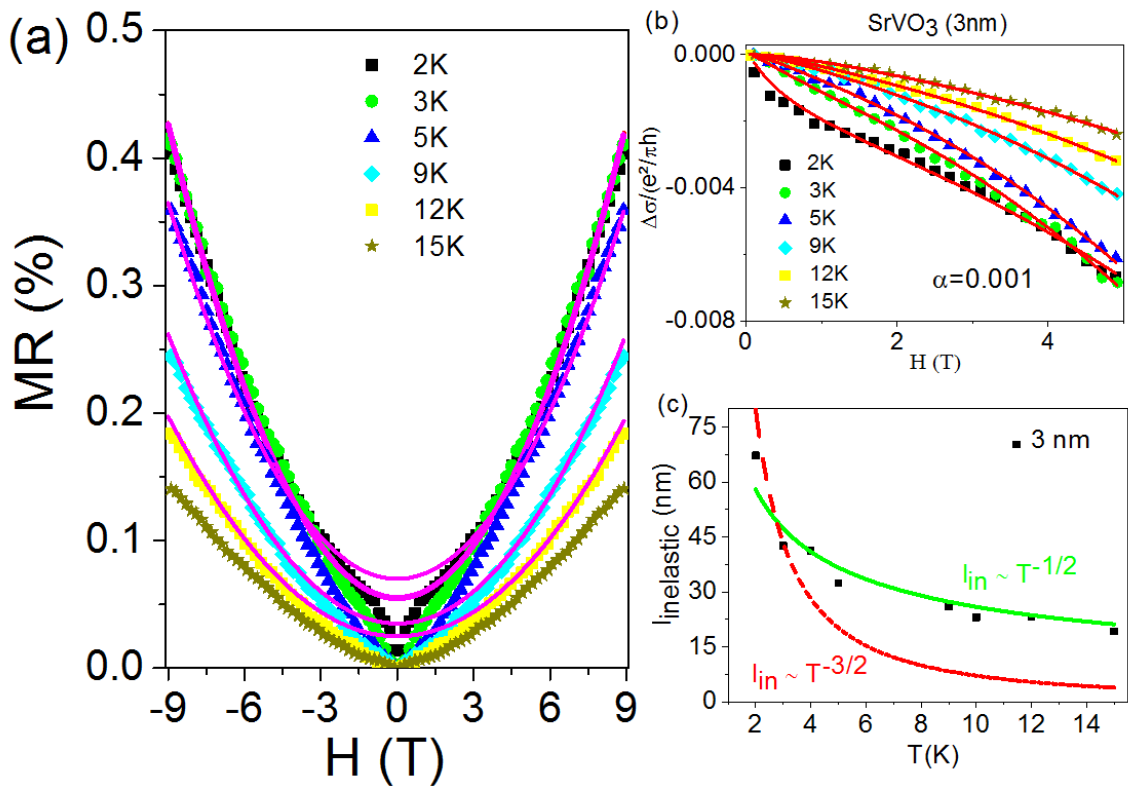 (a)
0.5
0.4
0.3
0.2
0.1
0.0
MR (%)
2K
3K
5K
9K
12K
15K
-9 -6 -3 0 3 6 9
H (T)
(b)
SrVO₃ (3nm)
0.000
-0.004
-0.008
Δσ/(e²/πh)
2K
3K
5K
9K
12K
15K
α=0.001
0 2 4
H (T)
(c)
75
60
45
30
15
0
l_inelastic (nm)
3 nm
l_in ~ T^-1/2
l_in ~ T^-3/2
2 4 6 8 10 12 14
T(K)